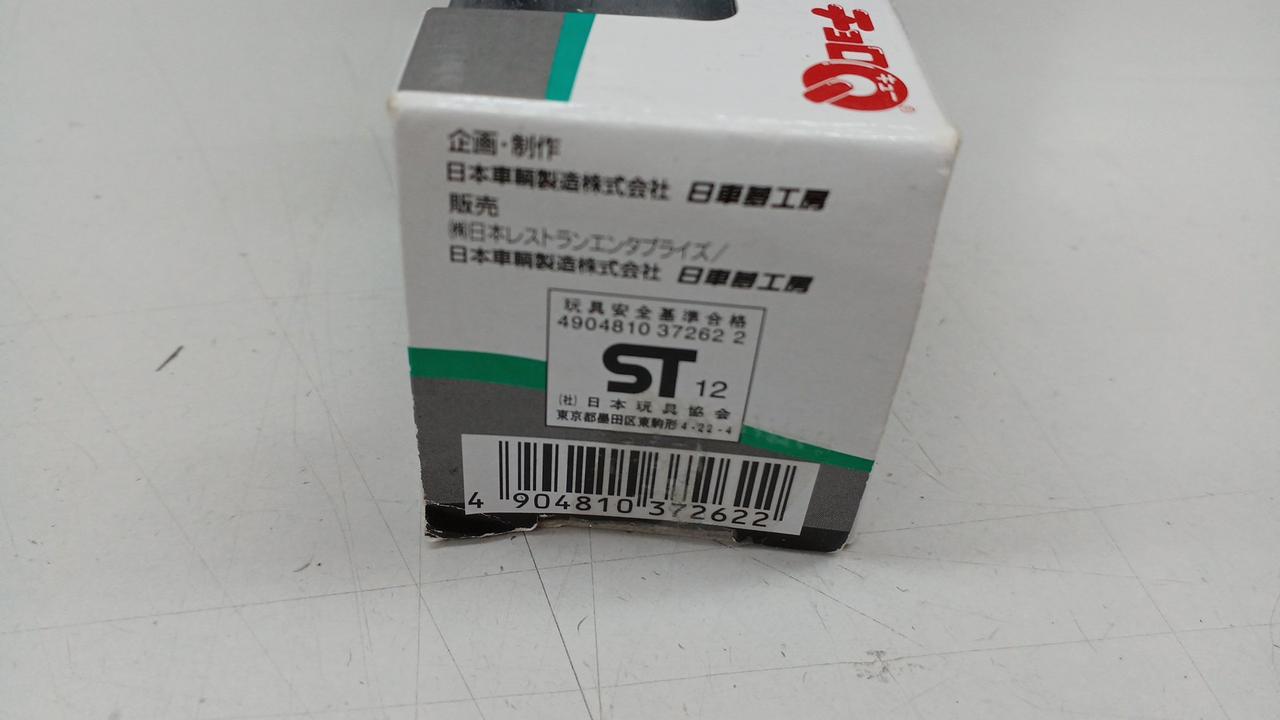 チョロQ
®
企画・制作
日本車輌製造株式会社 日車夢工房
販売
㈱日本レストランエンタプライズ/
日本車輌製造株式会社 日車夢工房
玩具安全基準合格
4904810 37262 2
ST 12
(社)日本玩具協会
東京都墨田区東駒形4-22-4
4 904810 372622